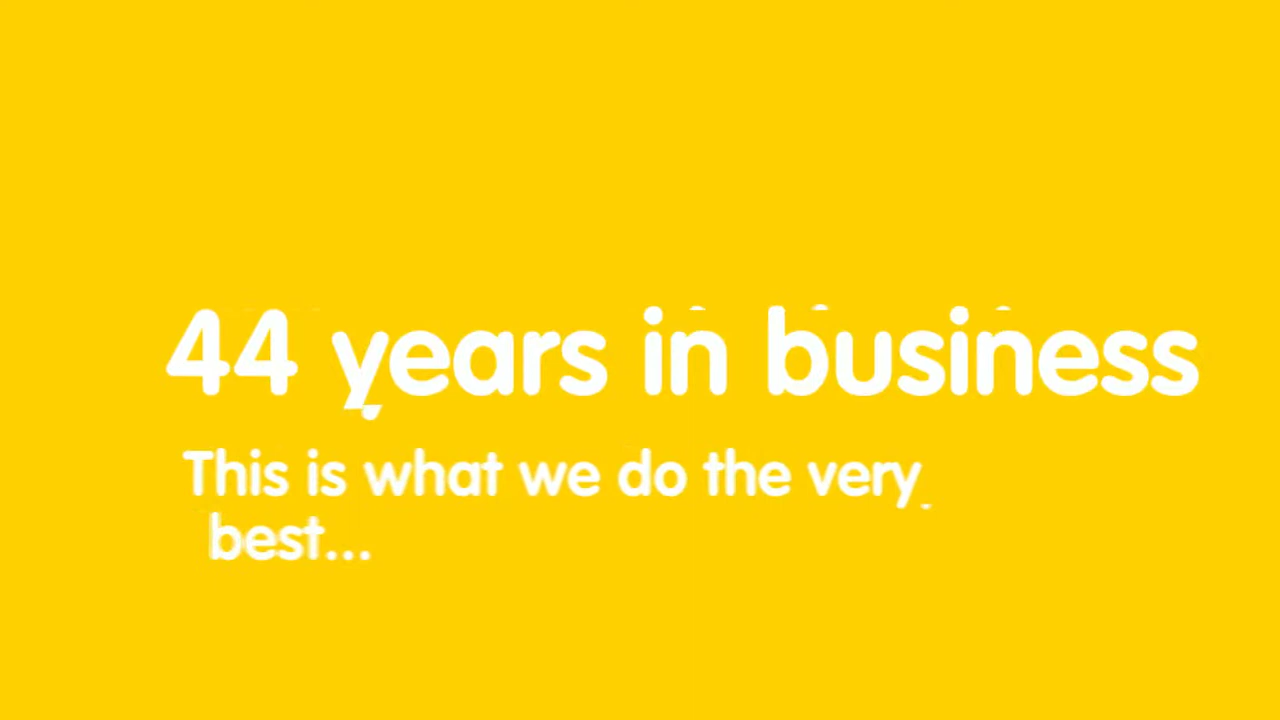 44 years in business
This is what we do the very
best...